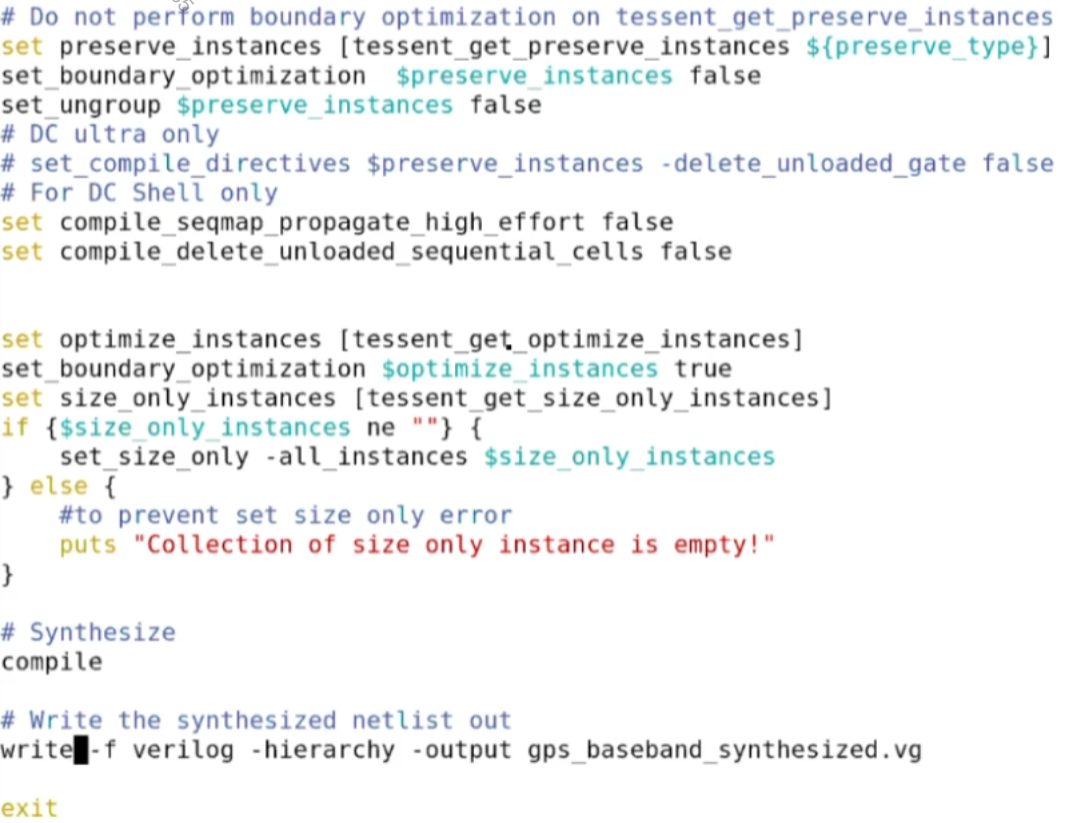 # Do not perform boundary optimization on tessent_get_preserve_instances
set preserve_instances [tessent_get_preserve_instances ${preserve_type}]
set_boundary_optimization  $preserve_instances false
set_ungroup $preserve_instances false
# DC ultra only
# set_compile_directives $preserve_instances -delete_unloaded_gate false
# For DC Shell only
set compile_seqmap_propagate_high_effort false
set compile_delete_unloaded_sequential_cells false
set optimize_instances [tessent_get_optimize_instances]
set_boundary_optimization $optimize_instances true
set size_only_instances [tessent_get_size_only_instances]
if {$size_only_instances ne ""} {
    set_size_only -all_instances $size_only_instances
} else {
    #to prevent set size only error
    puts "Collection of size only instance is empty!"
}
# Synthesize
compile
# Write the synthesized netlist out
write -f verilog -hierarchy -output gps_baseband_synthesized.vg
exit